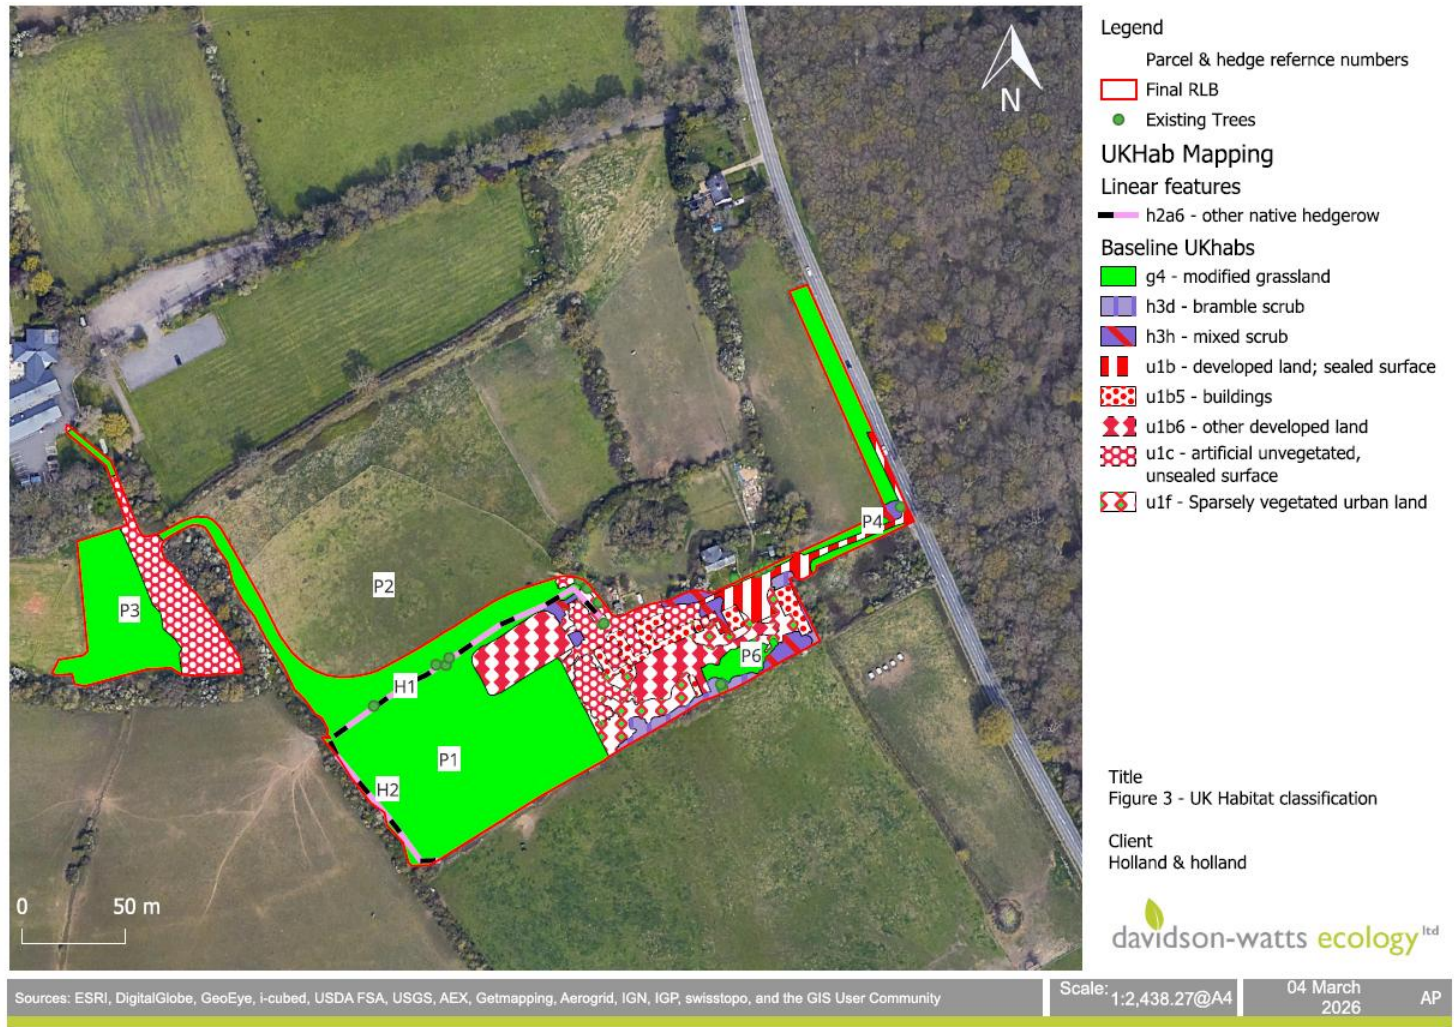 Legend
Parcel & hedge refernce numbers
Final RLB
Existing Trees
UKHab Mapping
Linear features
h2a6 - other native hedgerow
Baseline UKhabs
g4 - modified grassland
h3d - bramble scrub
h3h - mixed scrub
u1b - developed land; sealed surface
u1b5 - buildings
u1b6 - other developed land
u1c - artificial unvegetated,
unsealed surface
u1f - Sparsely vegetated urban land
N
P4
P2
P3
P6
H1
P1
H2
0 50 m
Title
Figure 3 - UK Habitat classification
Client
Holland & holland
davidson-watts ecology ltd
Sources: ESRI, DigitalGlobe, GeoEye, i-cubed, USDA FSA, USGS, AEX, Getmapping, Aerogrid, IGN, IGP, swisstopo, and the GIS User Community
Scale: 1:2,438.27@A4
04 March
2026
AP